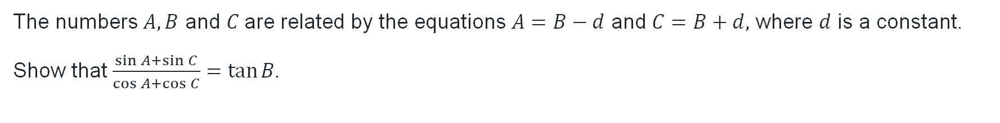 The numbers A, B and C are related by the equations A = B − d and C = B + d, where d is a constant.
Show that (sin A+sin C)/(cos A+cos C) = tan B.